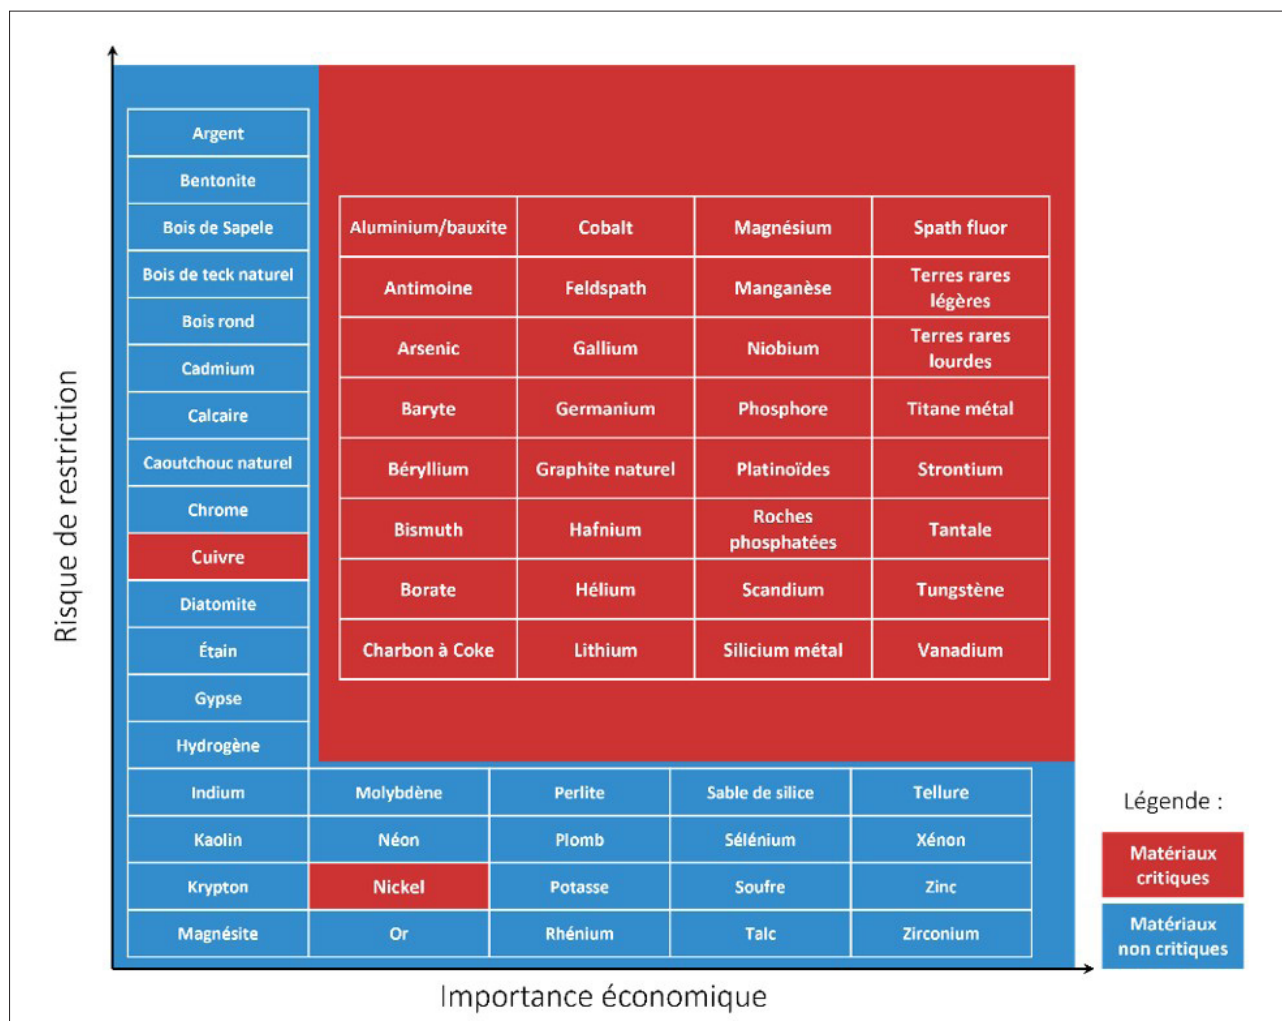 Risque de restriction
Argent
Bentonite
Bois de Sapele
Bois de teck naturel
Bois rond
Cadmium
Calcaire
Caoutchouc naturel
Chrome
Cuivre
Diatomite
Étain
Gypse
Hydrogène
Aluminium/bauxite
Cobalt
Magnésium
Spath fluor
Antimoine
Feldspath
Manganèse
Terres rares
légères
Arsenic
Gallium
Niobium
Terres rares
lourdes
Baryte
Germanium
Phosphore
Titane métal
Béryllium
Graphite naturel
Platinoïdes
Strontium
Bismuth
Hafnium
Roches
phosphatées
Tantale
Borate
Hélium
Scandium
Tungstène
Charbon à Coke
Lithium
Silicium métal
Vanadium
Indium
Molybdène
Perlite
Sable de silice
Tellure
Kaolin
Néon
Plomb
Sélénium
Xénon
Krypton
Nickel
Potasse
Soufre
Zinc
Magnésite
Or
Rhénium
Talc
Zirconium
Importance économique
Légende :
Matériaux
critiques
Matériaux
non critiques